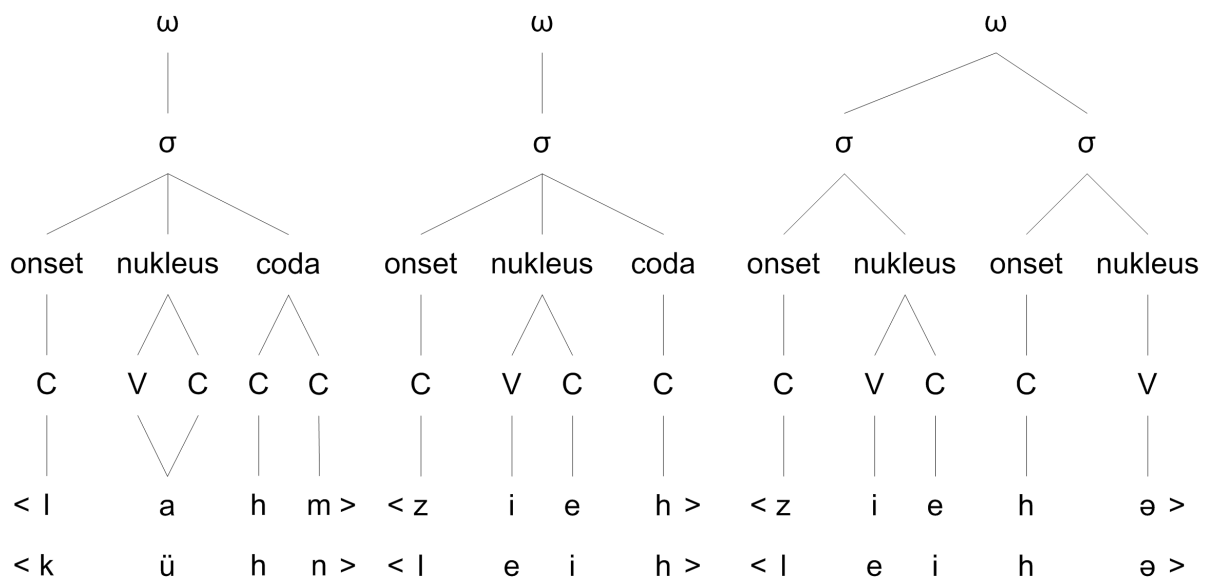 ω ω ω
σ σ σ σ
onset nukleus coda onset nukleus coda onset nukleus onset nukleus
C V C C C C V C C C V C C V
< l a h m > < z i e h > < z i e h ə >
< k ü h n > < l e i h > < l e i h ə >